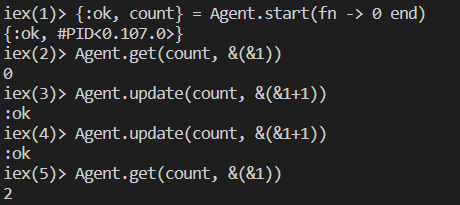 iex(1)> {:ok, count} = Agent.start(fn -> 0 end)
{:ok, #PID<0.107.0>}
iex(2)> Agent.get(count, &(&1))
0
iex(3)> Agent.update(count, &(&1+1))
:ok
iex(4)> Agent.update(count, &(&1+1))
:ok
iex(5)> Agent.get(count, &(&1))
2